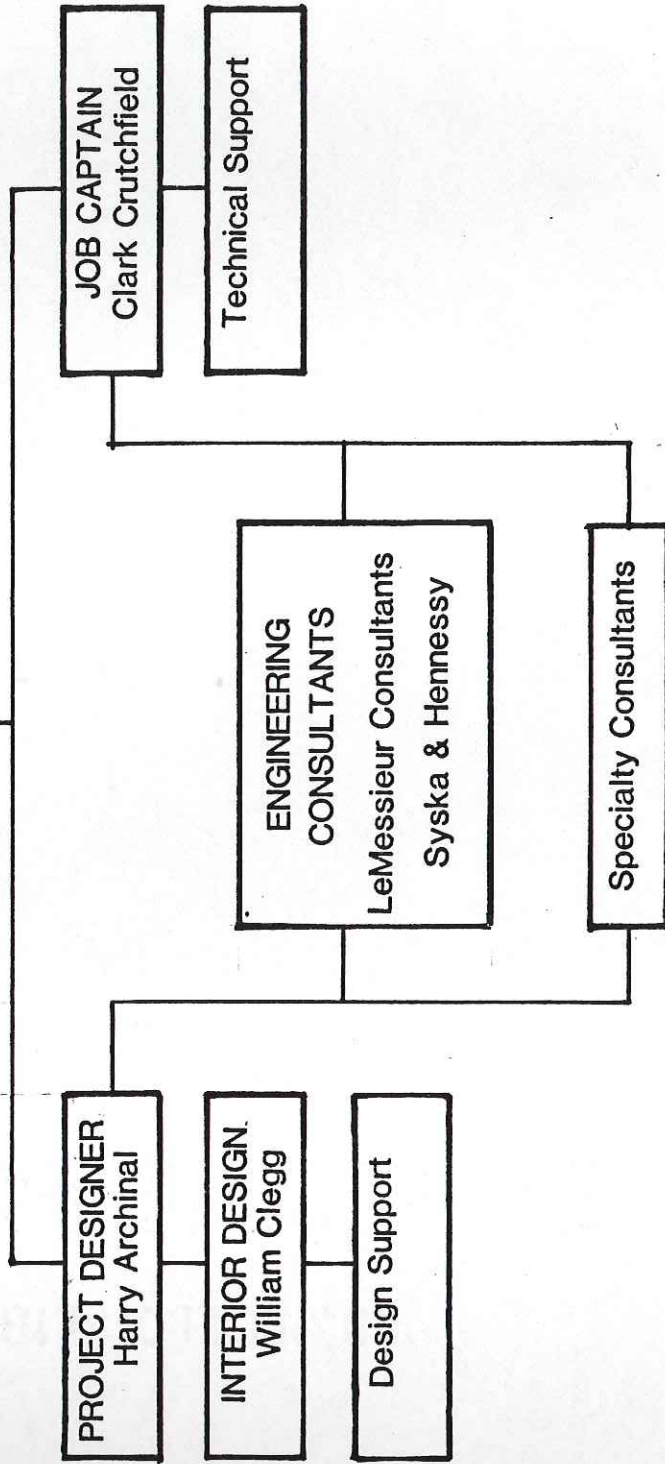 PROJECT DESIGNER
Harry Archinal
INTERIOR DESIGN.
William Clegg
Design Support
ENGINEERING
CONSULTANTS
LeMessieur Consultants
Syska & Hennessy
Specialty Consultants
JOB CAPTAIN
Clark Crutchfield
Technical Support